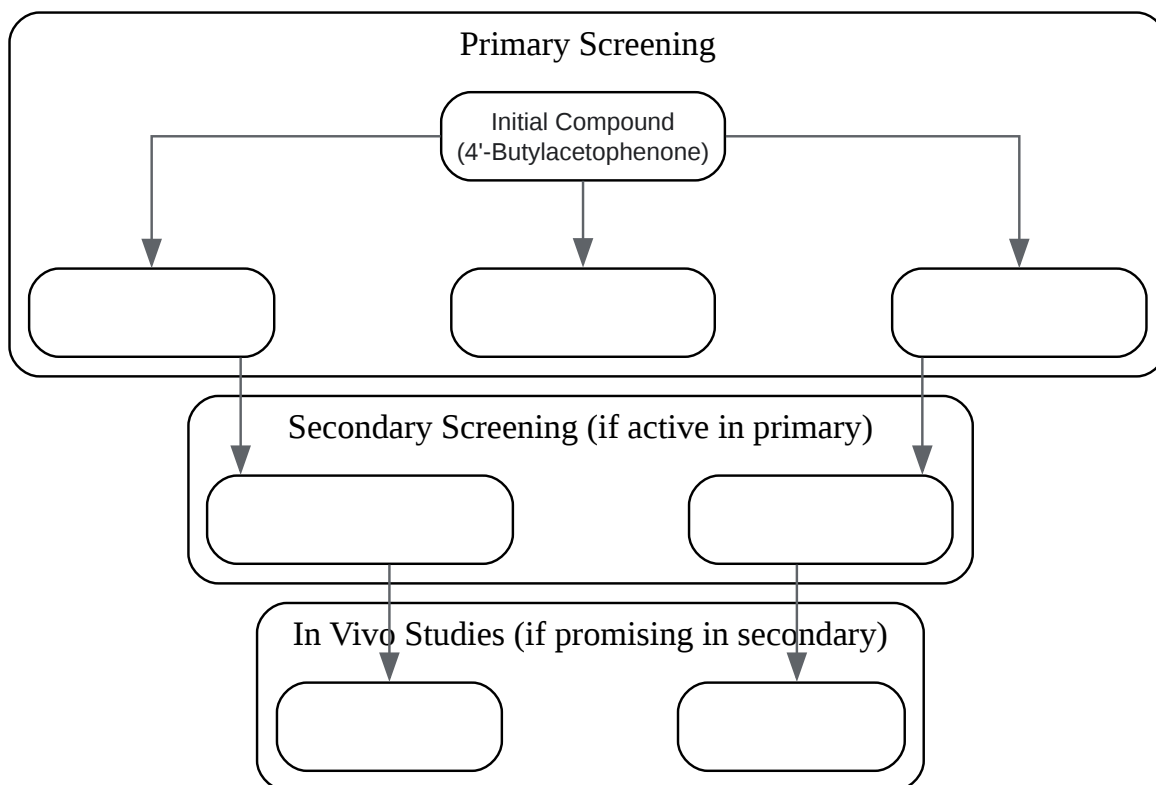 Primary Screening
Initial Compound
(4'-Butylacetophenone)
Secondary Screening (if active in primary)
In Vivo Studies (if promising in secondary)